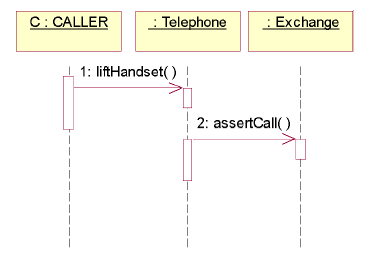 C : CALLER
: Telephone
: Exchange
1: liftHandset( )
2: assertCall( )